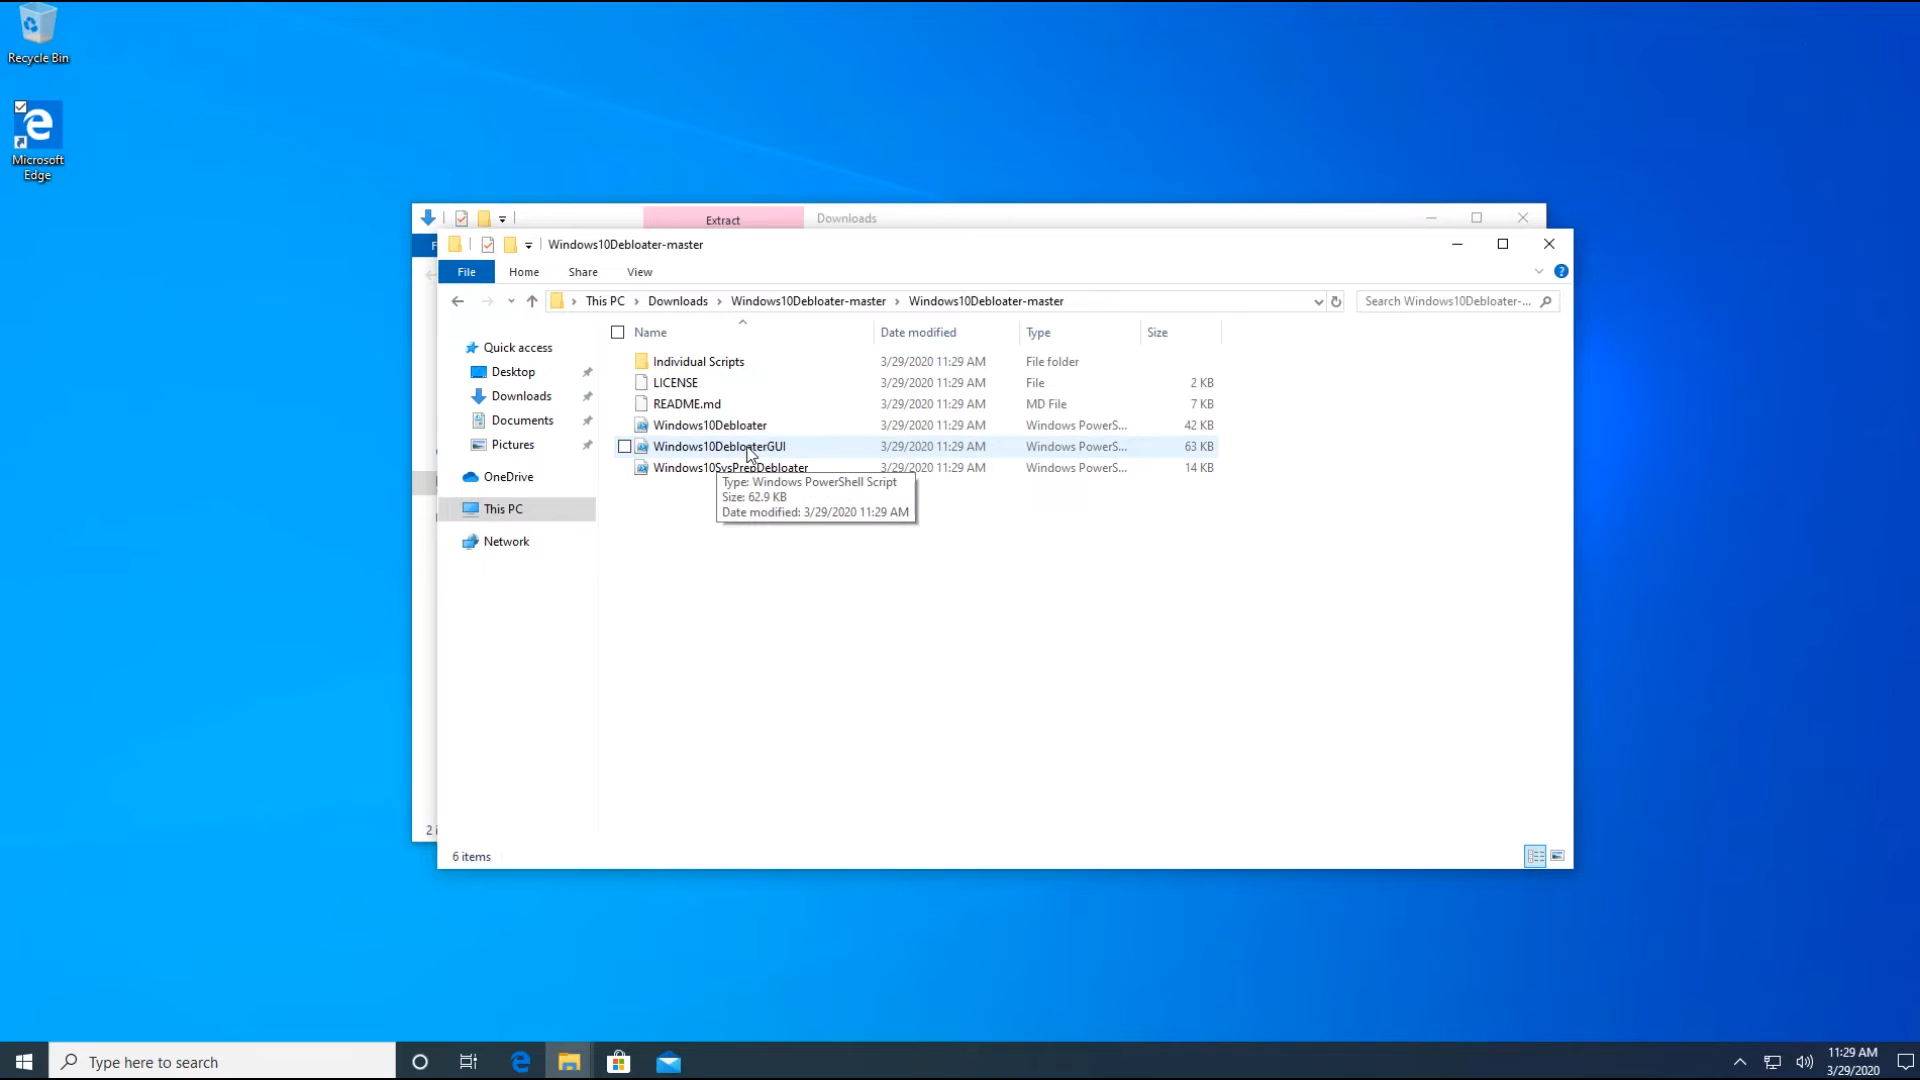 Recycle Bin
Microsoft
Edge
Extract
Downloads
Windows10Debloater-master
File
Home
Share
View
This PC
Downloads
Windows10Debloater-master
Windows10Debloater-master
Search Windows10Debloater-...
Name
Date modified
Type
Size
Quick access
Desktop
Downloads
Documents
Pictures
OneDrive
This PC
Network
Individual Scripts 3/29/2020 11:29 AM File folder
LICENSE 3/29/2020 11:29 AM File 2 KB
README.md 3/29/2020 11:29 AM MD File 7 KB
Windows10Debloater 3/29/2020 11:29 AM Windows PowerS... 42 KB
Windows10DebloaterGUI 3/29/2020 11:29 AM Windows PowerS... 63 KB
Windows10SysPrepDebloater 3/29/2020 11:29 AM Windows PowerS... 14 KB
Type: Windows PowerShell Script
Size: 62.9 KB
Date modified: 3/29/2020 11:29 AM
2 i
6 items
Type here to search
11:29 AM
3/29/2020